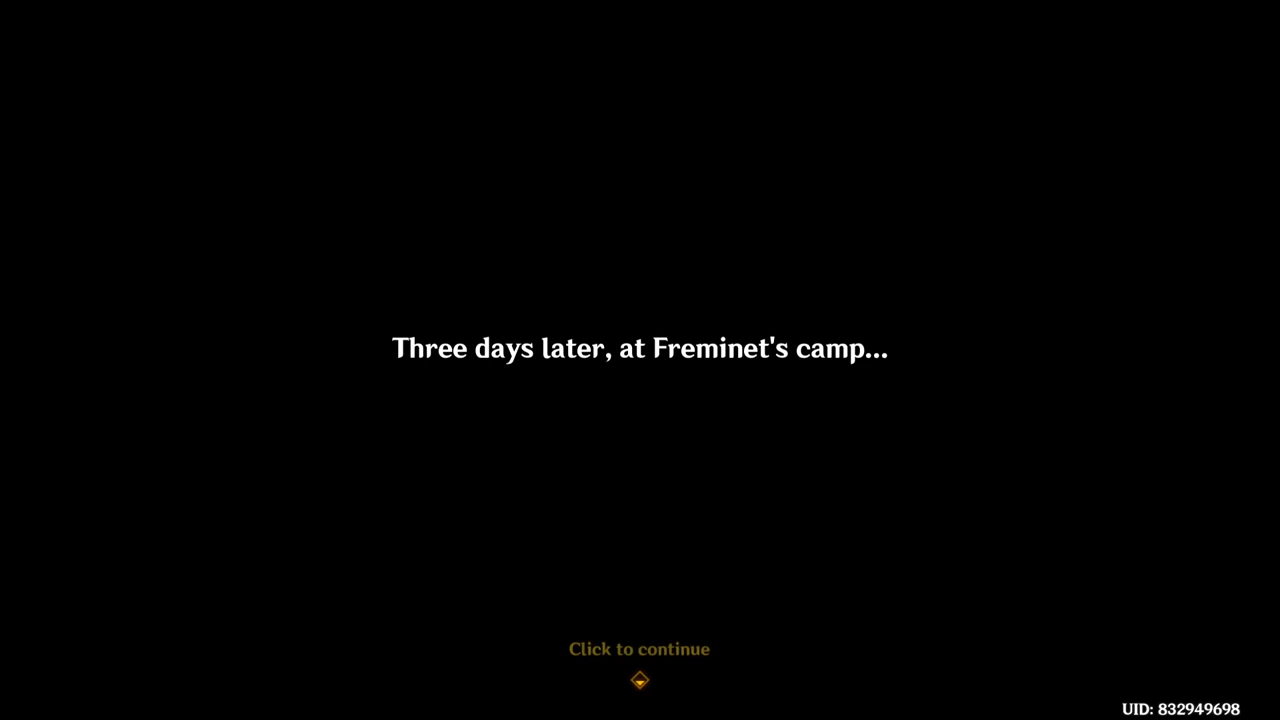 Three days later, at Freminet's camp...
Click to continue
UID: 832949698